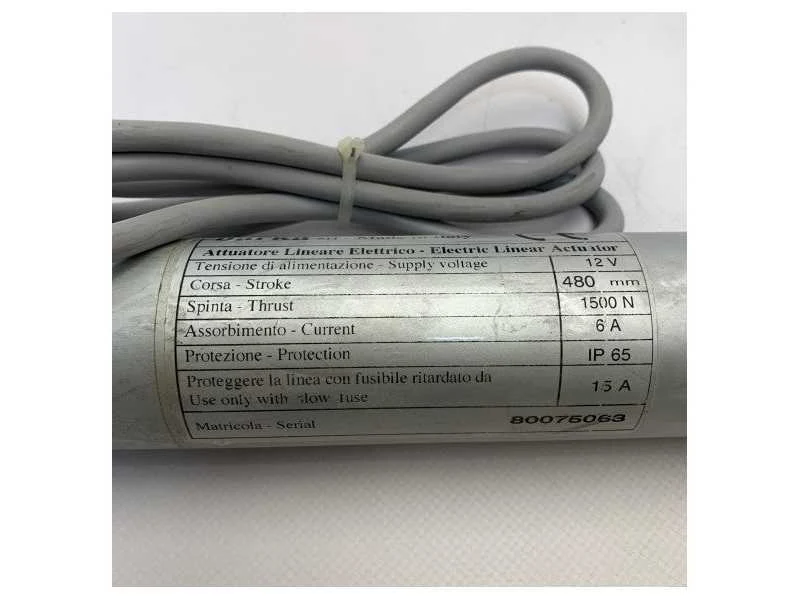 Attuatore Lineare Elettrico - Electric Linear Actuator
Tensione di alimentazione - Supply voltage 12 V
Corsa - Stroke 480 mm
Spinta - Thrust 1500 N
Assorbimento - Current 6 A
Protezione - Protection IP 65
Proteggere la linea con fusibile ritardato da 15 A
Use only with slow fuse
Matricola - Serial 80075063